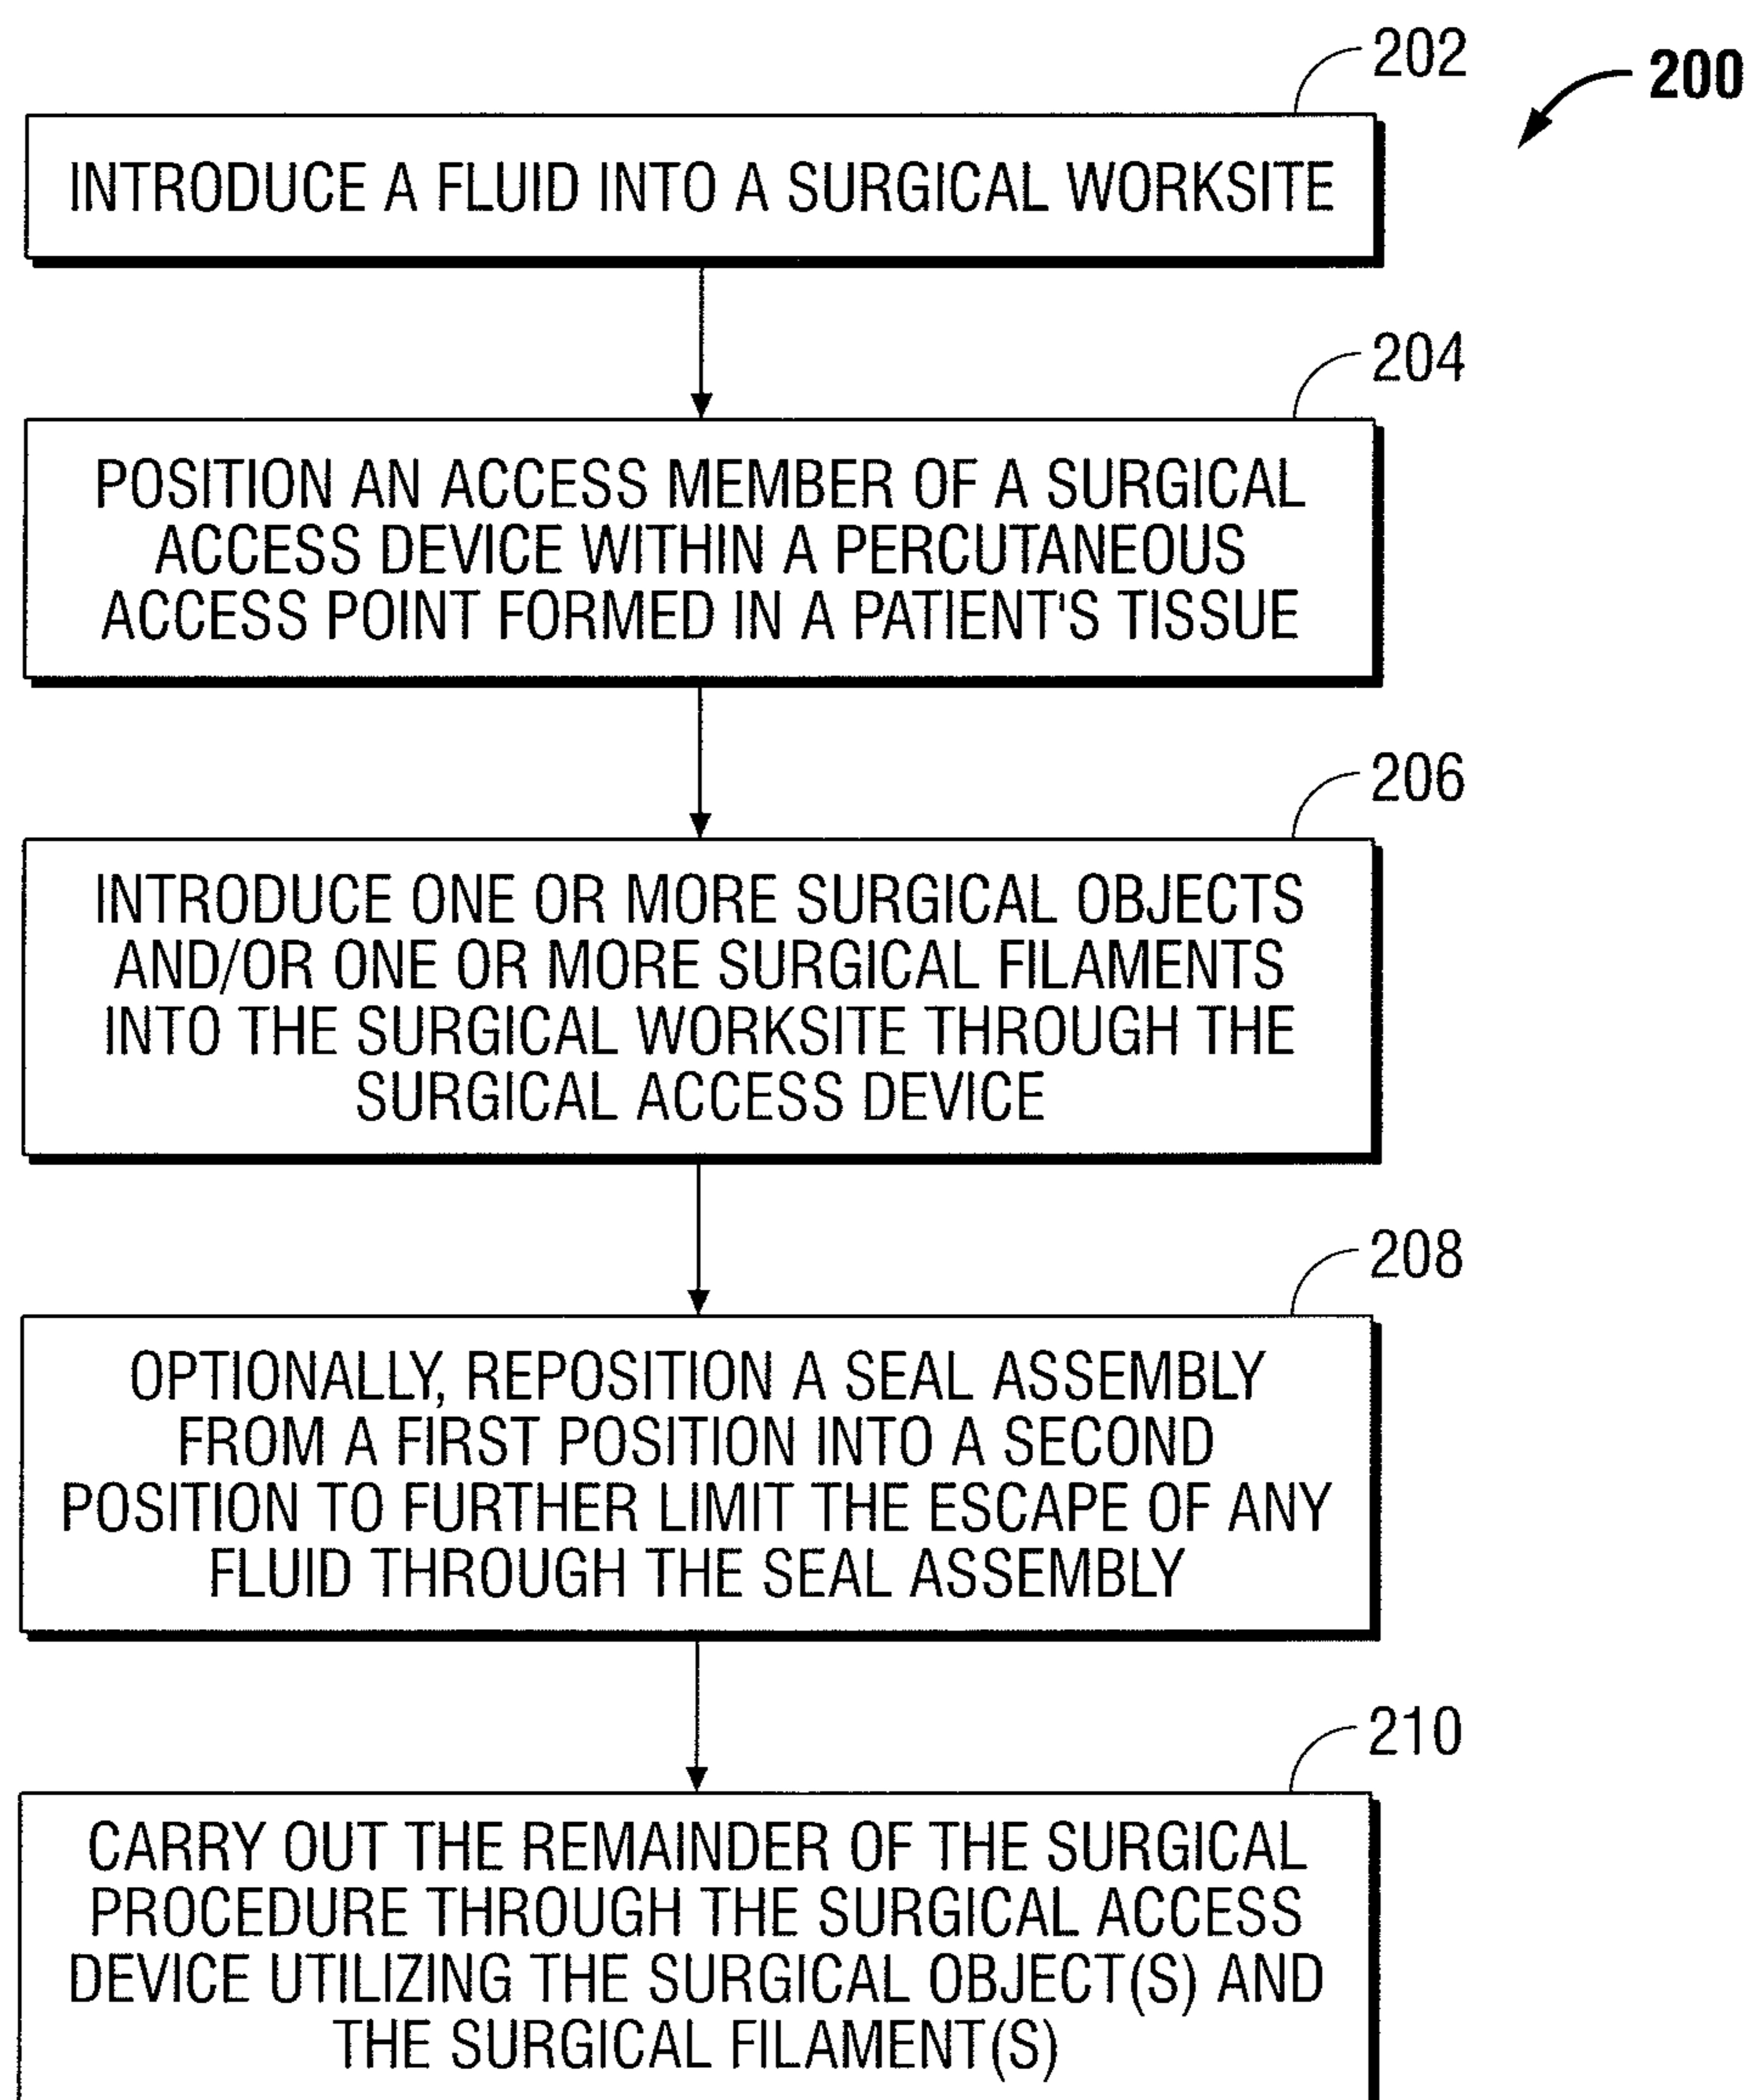 202
200
INTRODUCE A FLUID INTO A SURGICAL WORKSITE
204
POSITION AN ACCESS MEMBER OF A SURGICAL
ACCESS DEVICE WITHIN A PERCUTANEOUS
ACCESS POINT FORMED IN A PATIENT'S TISSUE
206
INTRODUCE ONE OR MORE SURGICAL OBJECTS
AND/OR ONE OR MORE SURGICAL FILAMENTS
INTO THE SURGICAL WORKSITE THROUGH THE
SURGICAL ACCESS DEVICE
208
OPTIONALLY, REPOSITION A SEAL ASSEMBLY
FROM A FIRST POSITION INTO A SECOND
POSITION TO FURTHER LIMIT THE ESCAPE OF ANY
FLUID THROUGH THE SEAL ASSEMBLY
210
CARRY OUT THE REMAINDER OF THE SURGICAL
PROCEDURE THROUGH THE SURGICAL ACCESS
DEVICE UTILIZING THE SURGICAL OBJECT(S) AND
THE SURGICAL FILAMENT(S)